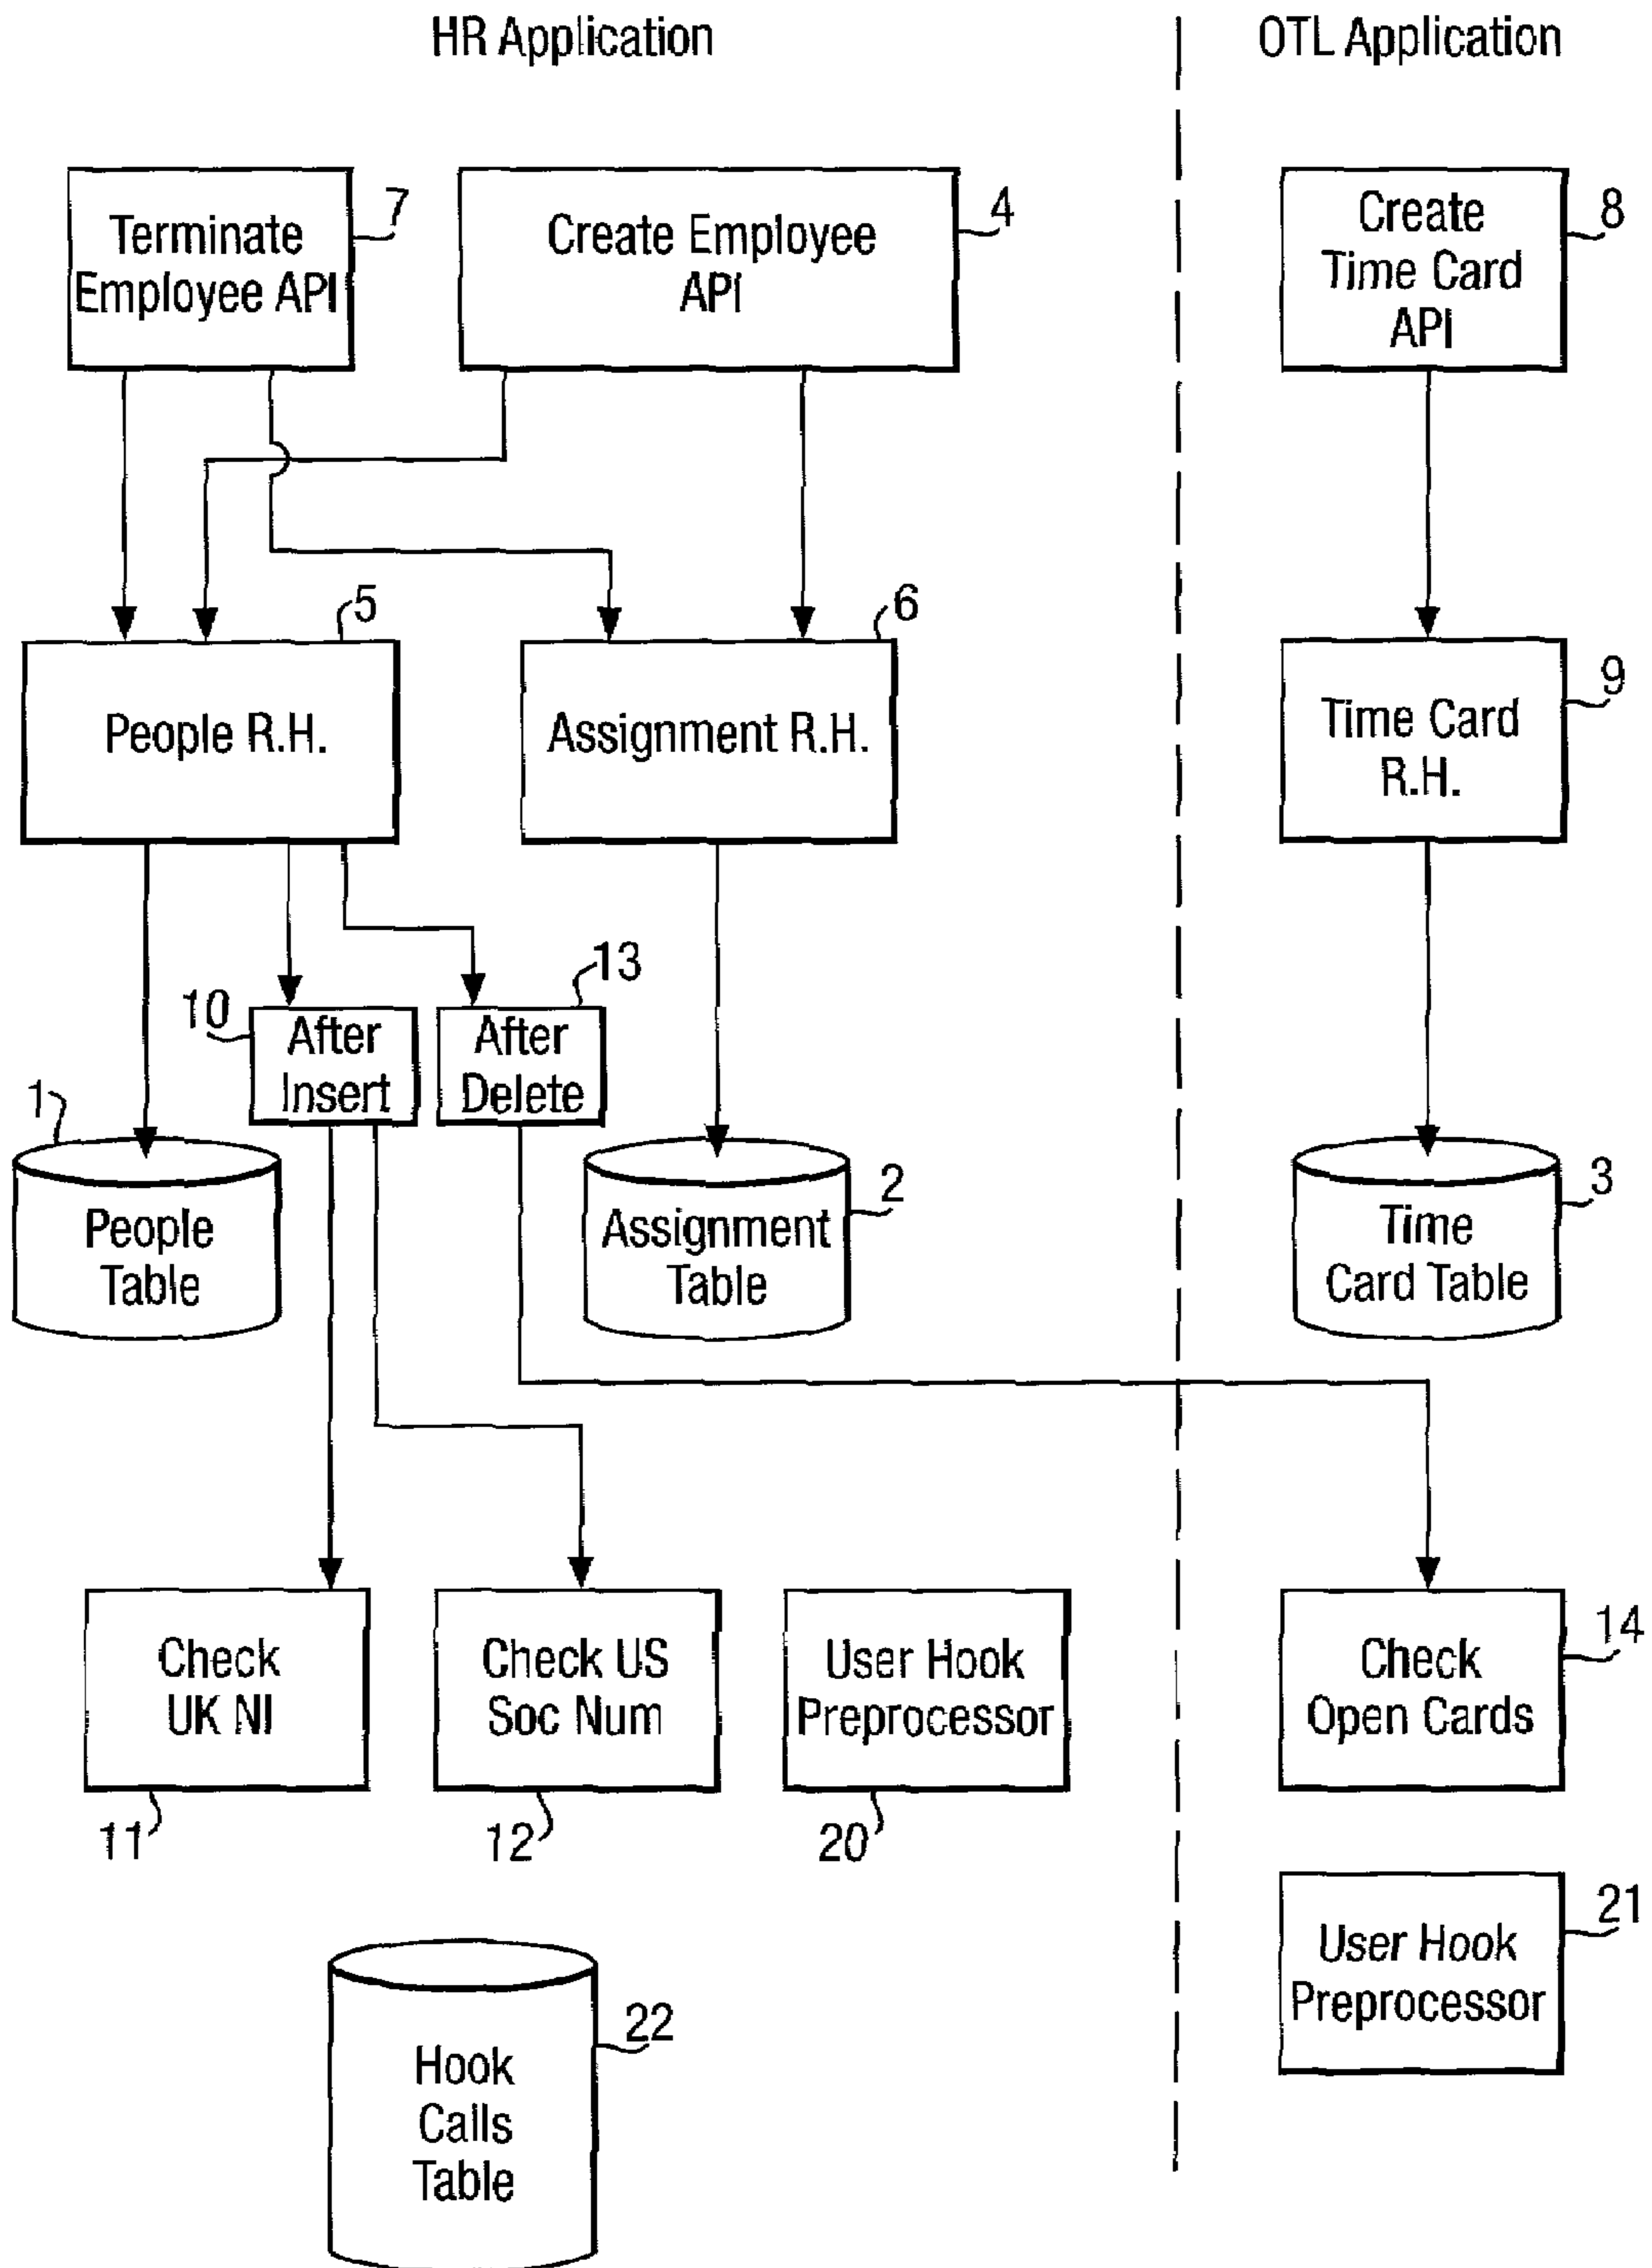 HR Application
OTL Application
Terminate
Employee API
7
Create Employee
API
4
Create
Time Card
API
8
People R.H.
5
Assignment R.H.
6
Time Card
R.H.
9
10
After
Insert
After
Delete
13
1
People
Table
Assignment
Table
2
Time
Card Table
3
Check
UK NI
11
Check US
Soc Num
12
User Hook
Preprocessor
20
Check
Open Cards
14
User Hook
Preprocessor
21
Hook
Calls
Table
22